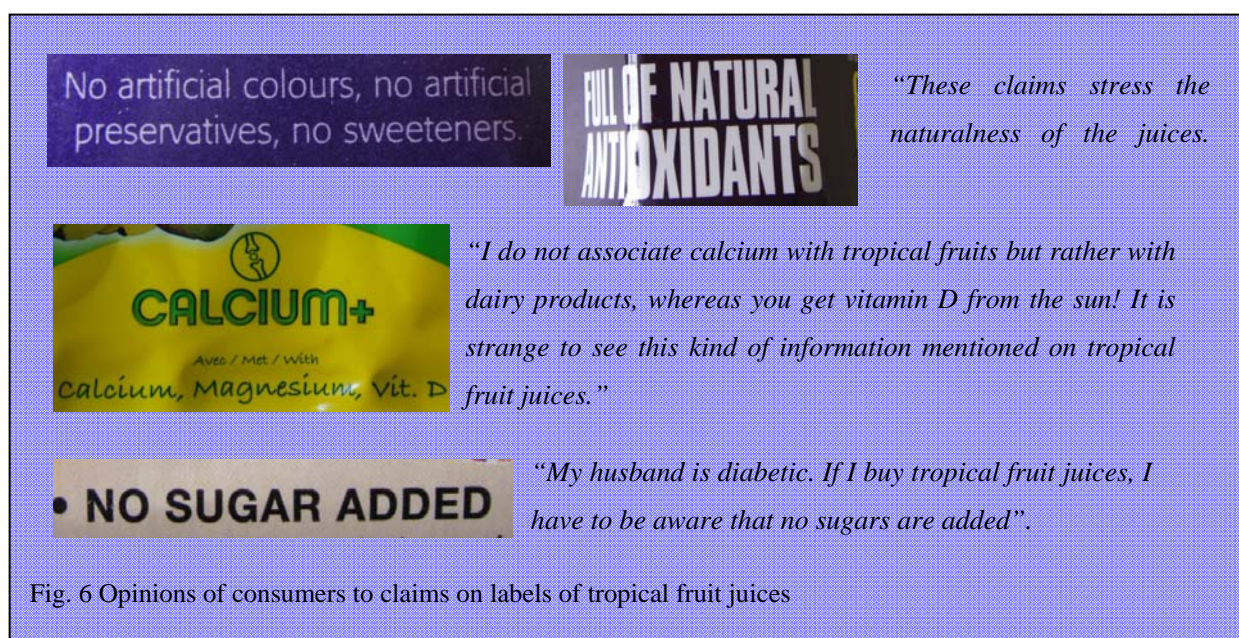 No artificial colours, no artificial
preservatives, no sweeteners.
FULL OF NATURAL
ANTIOXIDANTS
“These claims stress the
naturalness of the juices.
CALCIUM+
Avec / Met / With
Calcium, Magnesium, Vit. D
“I do not associate calcium with tropical fruits but rather with
dairy products, whereas you get vitamin D from the sun! It is
strange to see this kind of information mentioned on tropical
fruit juices.”
• NO SUGAR ADDED
“My husband is diabetic. If I buy tropical fruit juices, I
have to be aware that no sugars are added”.
Fig. 6 Opinions of consumers to claims on labels of tropical fruit juices